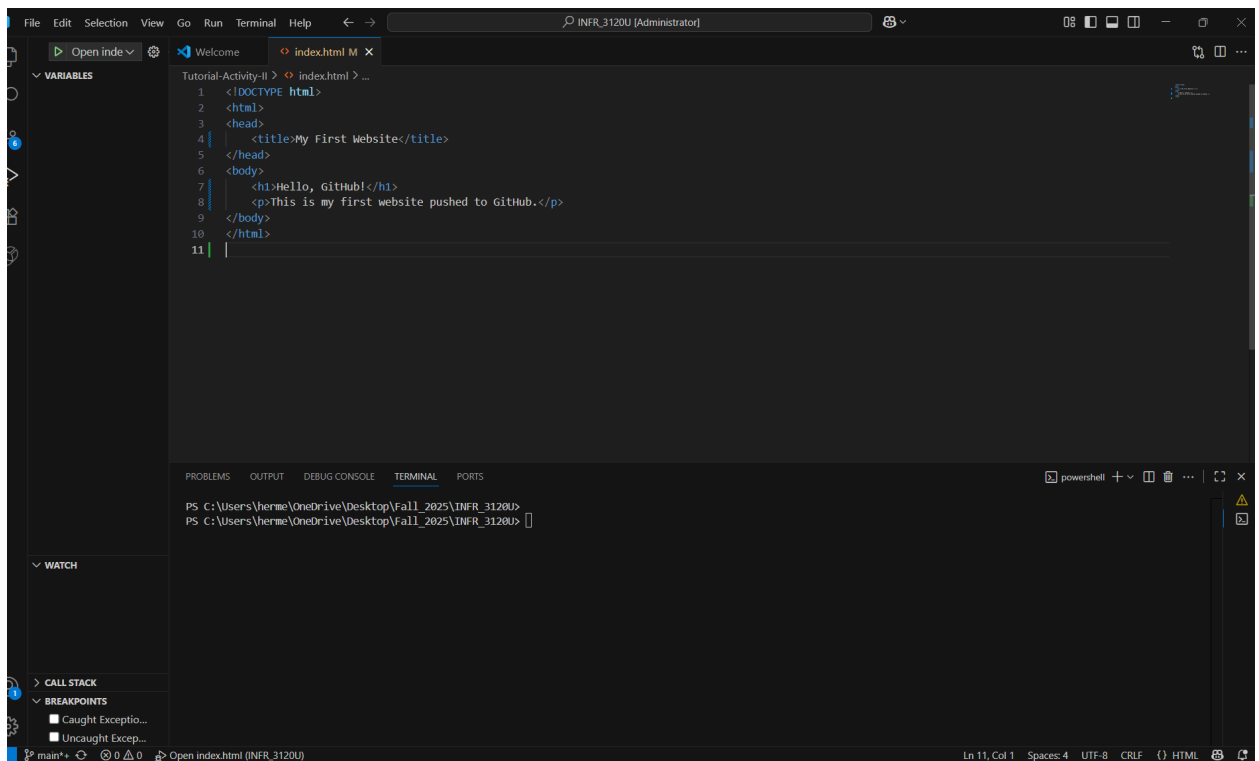 File Edit Selection View Go Run Terminal Help
INFR_3120U [Administrator]
Open inde
Welcome
index.html M
VARIABLES
Tutorial-Activity-II > index.html > ...
1 <!DOCTYPE html>
2 <html>
3 <head>
4 <title>My First Website</title>
5 </head>
6 <body>
7 <h1>Hello, GitHub!</h1>
8 <p>This is my first website pushed to GitHub.</p>
9 </body>
10 </html>
11
6
PROBLEMS OUTPUT DEBUG CONSOLE TERMINAL PORTS
powershell
PS C:\Users\herme\OneDrive\Desktop\Fall_2025\INFR_3120U>
PS C:\Users\herme\OneDrive\Desktop\Fall_2025\INFR_3120U>
WATCH
CALL STACK
1
BREAKPOINTS
Caught Exceptio...
Uncaught Excep...
main*+ 0 0 Open index.html (INFR_3120U)
Ln 11, Col 1 Spaces: 4 UTF-8 CRLF {} HTML